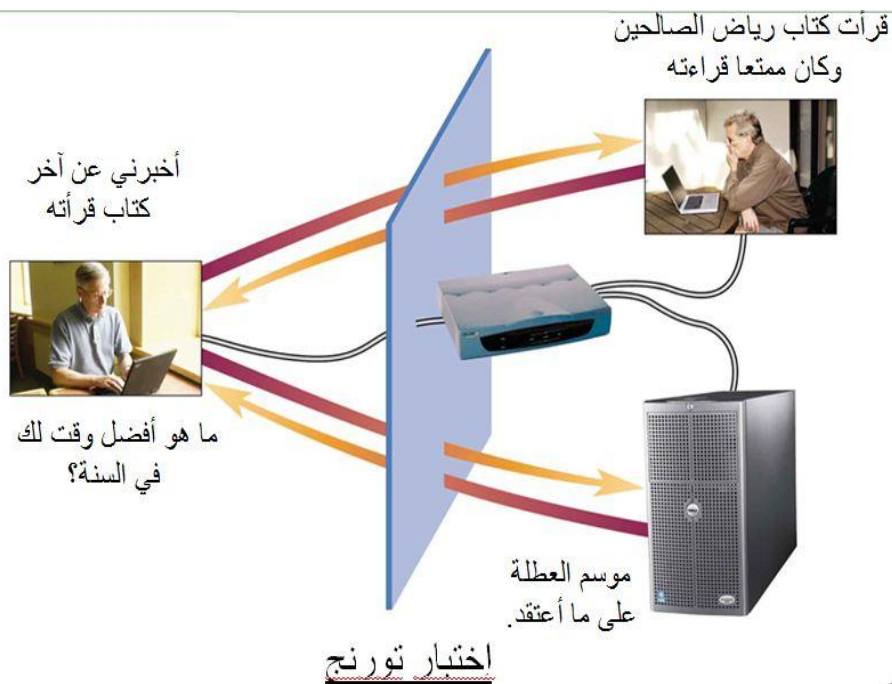 قرأت كتاب رياض الصالحين
وكان ممتعا قراءته
أخبرني عن آخر
كتاب قرأته
ما هو أفضل وقت لك
في السنة؟
موسم العطلة
على ما أعتقد.
اختبار تورنج